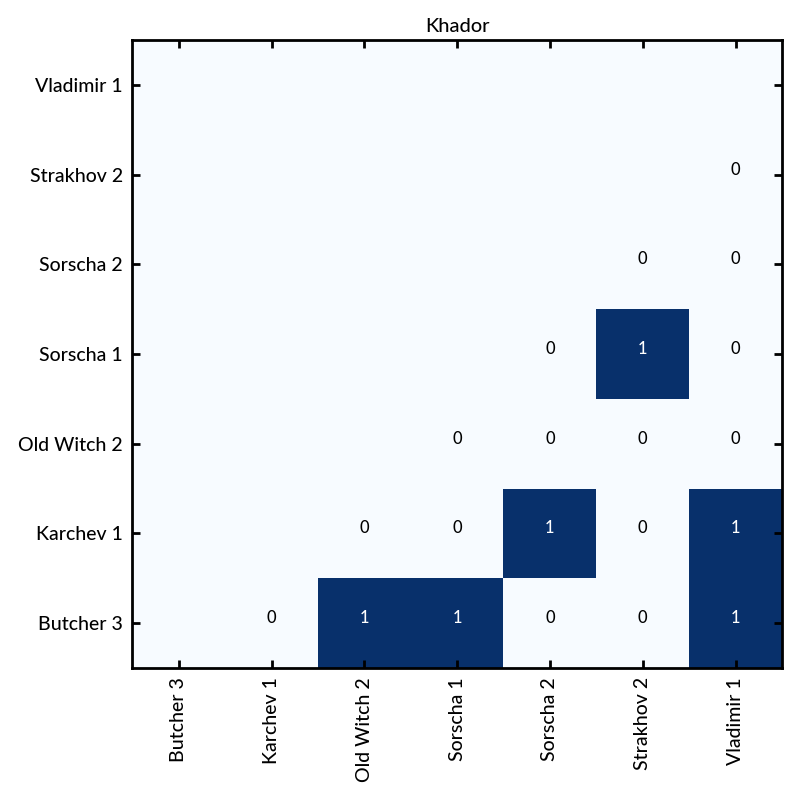 Khador
Vladimir 1
Strakhov 2 0
Sorscha 2 0 0
Sorscha 1 0 1 0
Old Witch 2 0 0 0 0
Karchev 1 0 0 1 0 1
Butcher 3 0 1 1 0 0 1
Butcher 3
Karchev 1
Old Witch 2
Sorscha 1
Sorscha 2
Strakhov 2
Vladimir 1